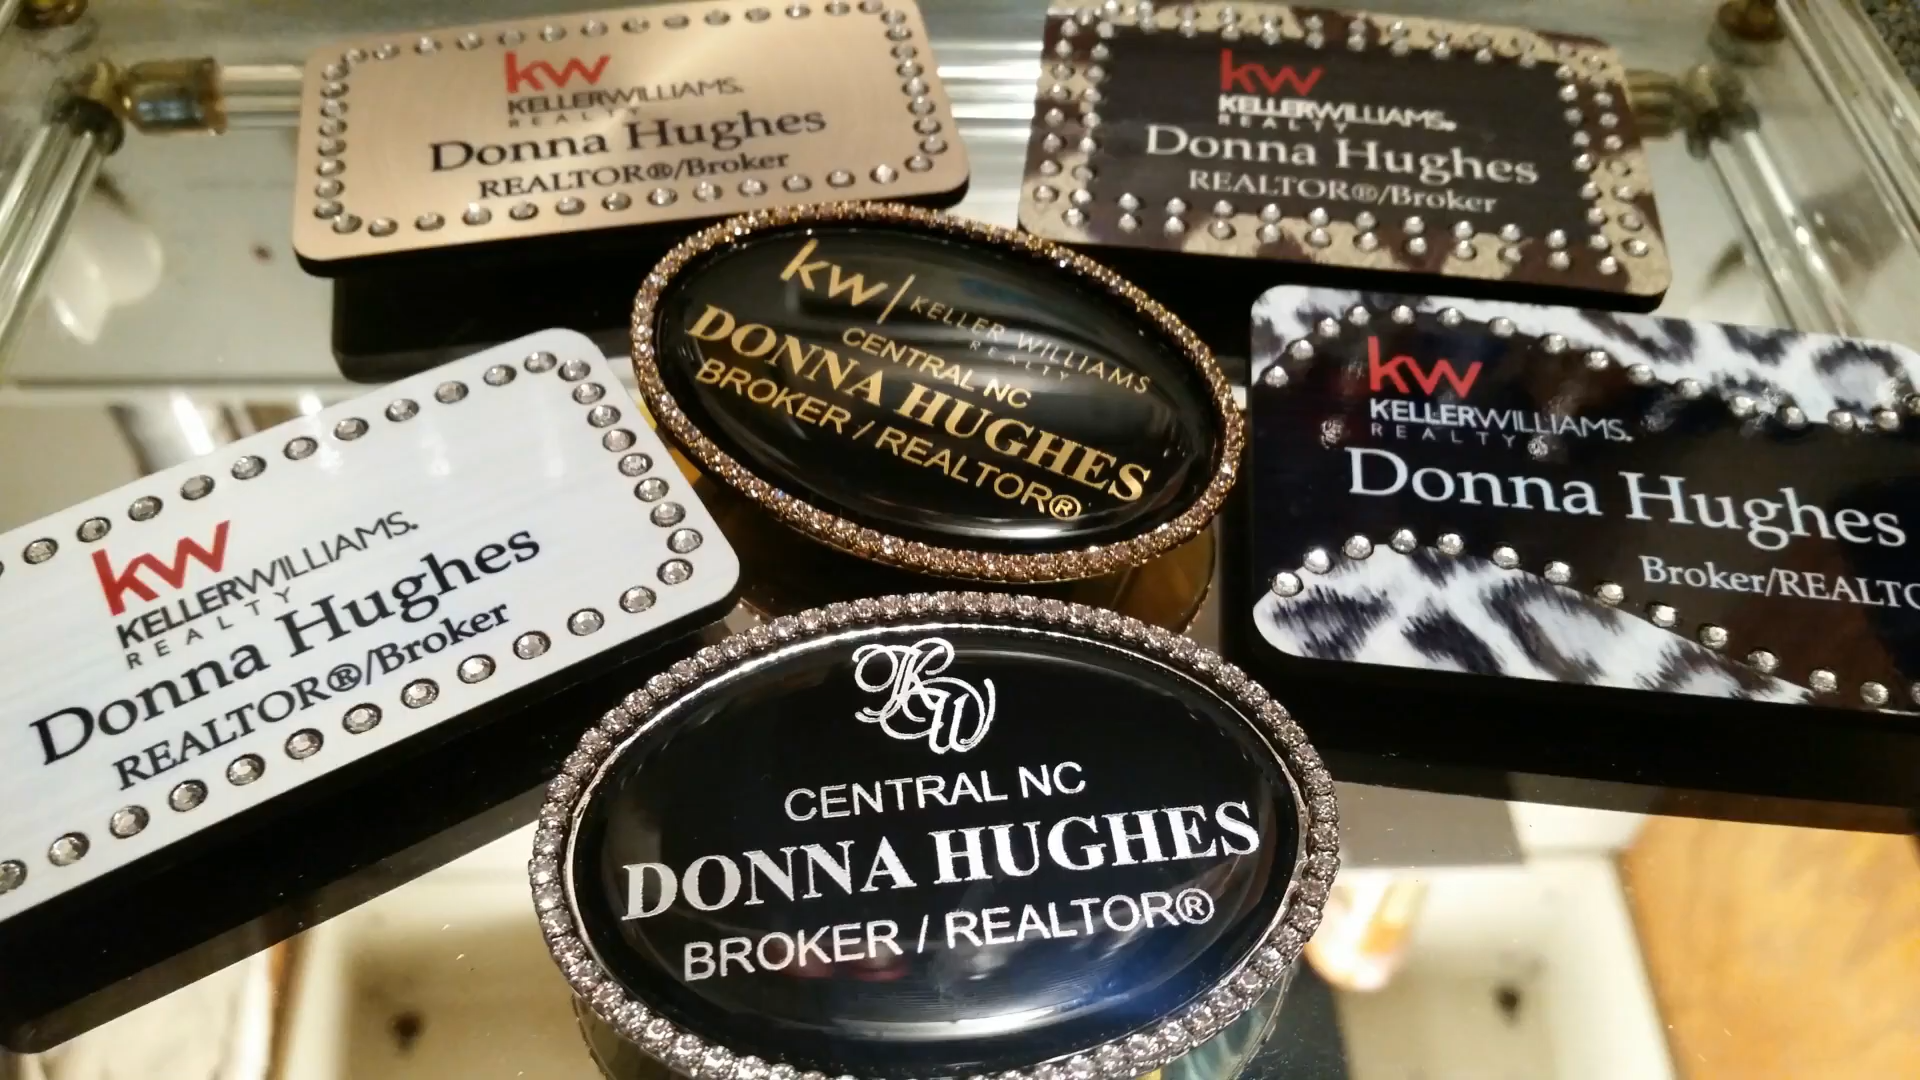 kw
KELLERWILLIAMS.
REALTY
Donna Hughes
REALTOR®/Broker
kw
KELLERWILLIAMS.
REALTY
Donna Hughes
REALTOR®/Broker
kw
KELLER WILLIAMS
REALTY
CENTRAL NC
DONNA HUGHES
BROKER / REALTOR®
kw
KELLERWILLIAMS.
REALTY
Donna Hughes
Broker/REALTO
kw
KELLERWILLIAMS.
REALTY
Donna Hughes
REALTOR®/Broker
KW
CENTRAL NC
DONNA HUGHES
BROKER / REALTOR®